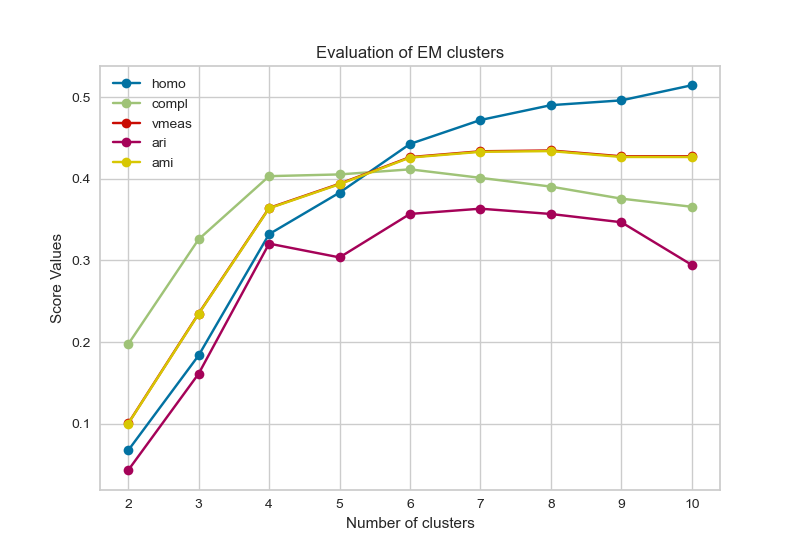 Evaluation of EM clusters
homo
compl
vmeas
ari
ami
0.5
0.4
0.3
0.2
0.1
Score Values
2 3 4 5 6 7 8 9 10
Number of clusters